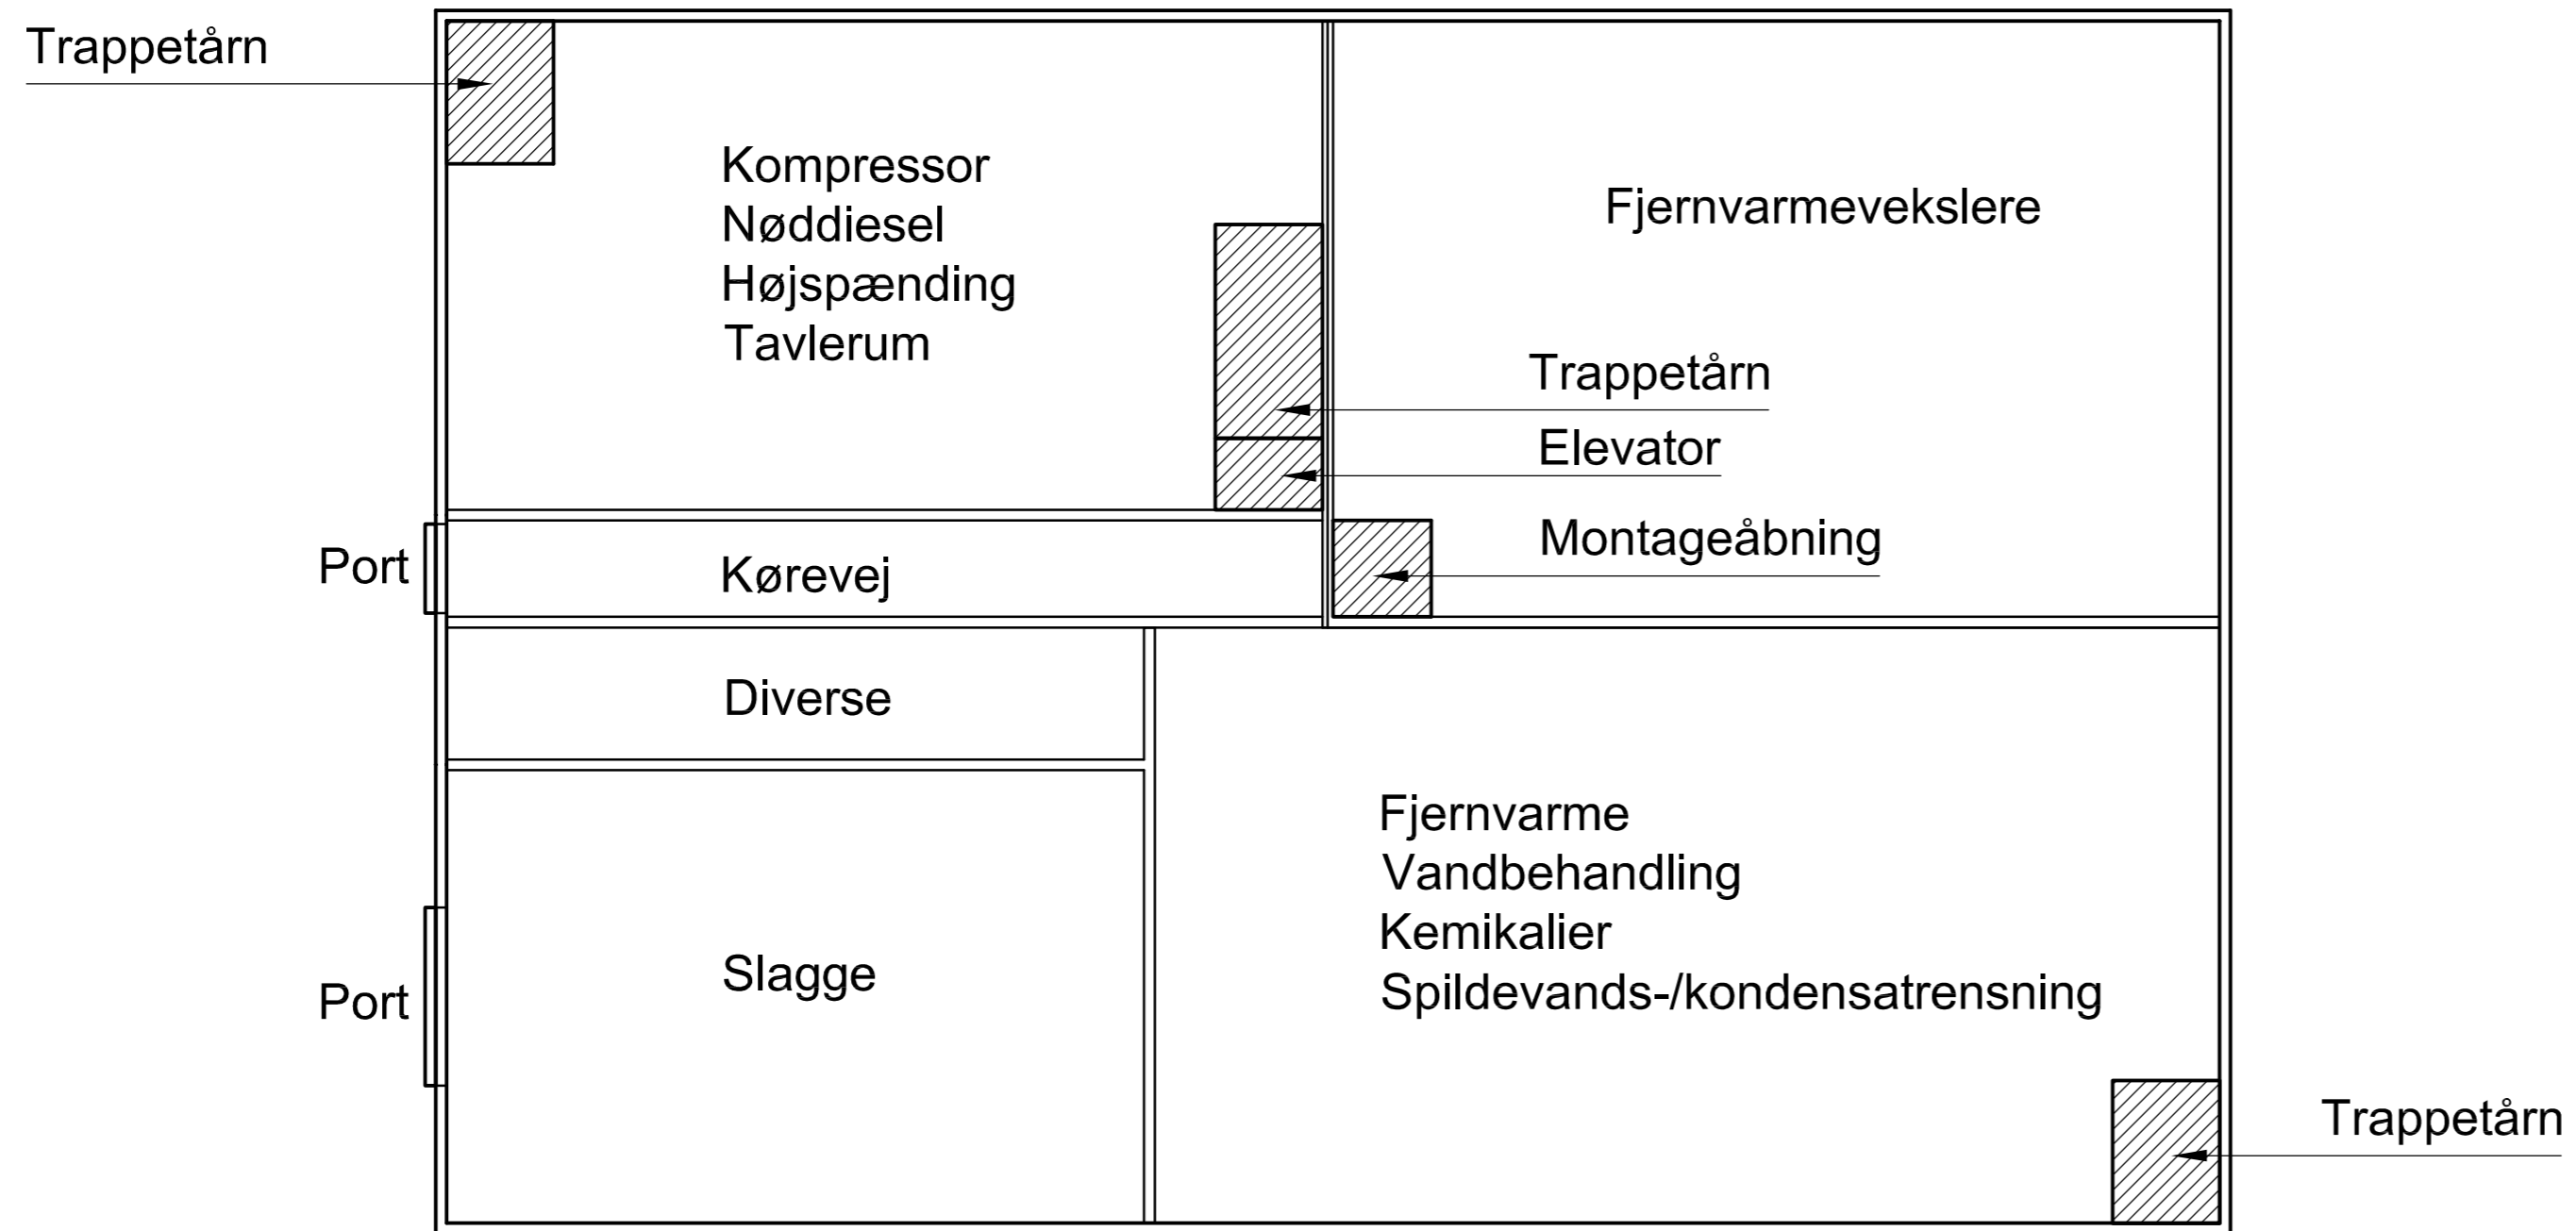 Trappetårn
Kompressor
Nøddiesel
Højspænding
Tavlerum
Fjernvarmevekslere
Trappetårn
Elevator
Montageåbning
Port
Kørevej
Diverse
Slagge
Port
Fjernvarme
Vandbehandling
Kemikalier
Spildevands-/kondensatrensning
Trappetårn